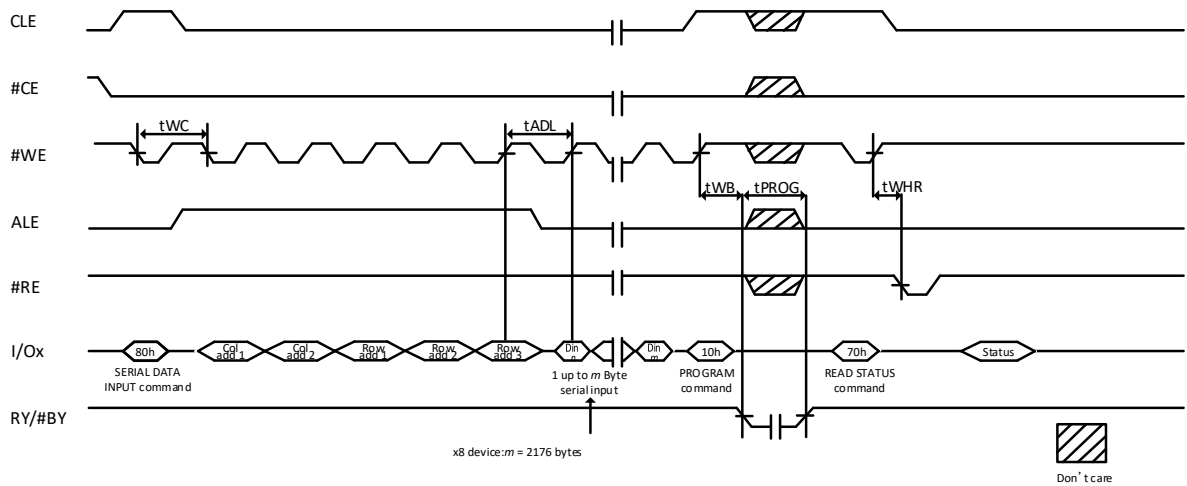 CLE
#CE
#WE
tWC
tADL
tWB
tPROG
tWHR
ALE
#RE
I/Ox
80h
Col
add 1
Col
add 2
Row
add 1
Row
add 2
Row
add 3
Din
Din
10h
70h
Status
SERIAL DATA
INPUT command
1 up to m Byte
serial input
PROGRAM
command
READ STATUS
command
RY/#BY
x8 device:m = 2176 bytes
Don't care